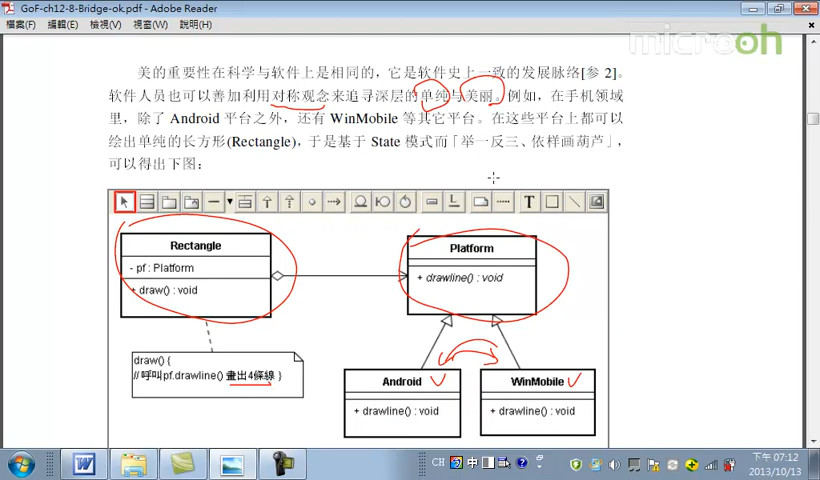 GoF-ch12-8-Bridge-ok.pdf - Adobe Reader
檔案(F) 編輯(E) 檢視(V) 視窗(W) 說明(H)
microoh
美的重要性在科学与软件上是相同的，它是软件史上一致的发展脉络[参 2]。
软件人员也可以善加利用对称观念来追寻深层的单纯与美丽。例如，在手机领域
里，除了 Android 平台之外，还有 WinMobile 等其它平台。在这些平台上都可以
绘出单纯的长方形(Rectangle)，于是基于 State 模式而「举一反三、依样画葫芦」，
可以得出下图：
T
Rectangle
- pf : Platform
+ draw() : void
Platform
+ drawline() : void
draw() {
// 呼叫pf.drawline() 畫出4條線 }
Android
+ drawline() : void
WinMobile
+ drawline() : void
CH
中
下午 07:12
2013/10/13